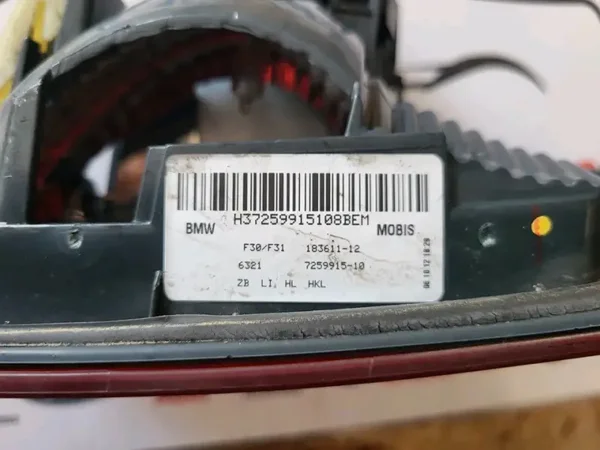 H37259915108BEM
BMW MOBIS
F30/F31 183611-12
6321 7259915-10
ZB LI, HL HKL